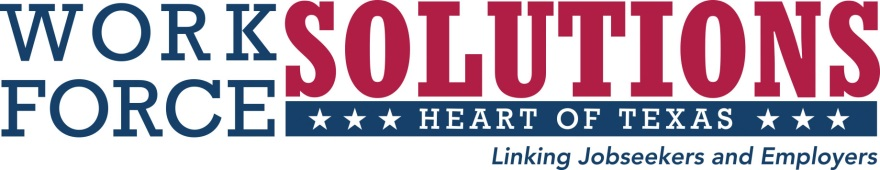 WORK
FORCE
SOLUTIONS
HEART OF TEXAS
Linking Jobseekers and Employers